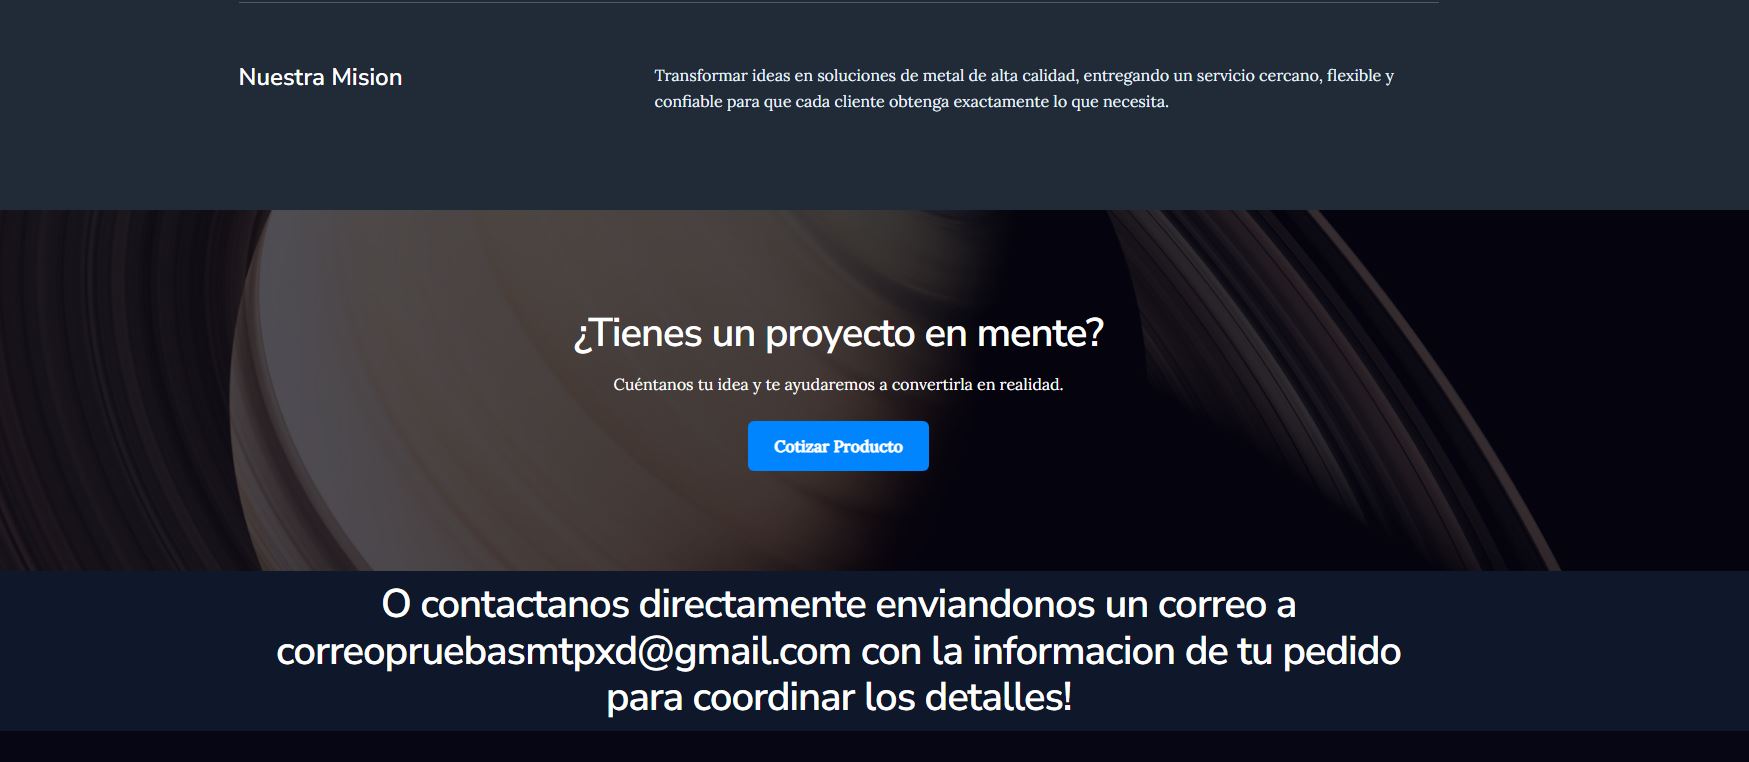 Nuestra Mision
Transformar ideas en soluciones de metal de alta calidad, entregando un servicio cercano, flexible y
confiable para que cada cliente obtenga exactamente lo que necesita.
¿Tienes un proyecto en mente?
Cuéntanos tu idea y te ayudaremos a convertirla en realidad.
Cotizar Producto
O contactanos directamente enviandonos un correo a
correopruebasmtpxd@gmail.com con la informacion de tu pedido
para coordinar los detalles!